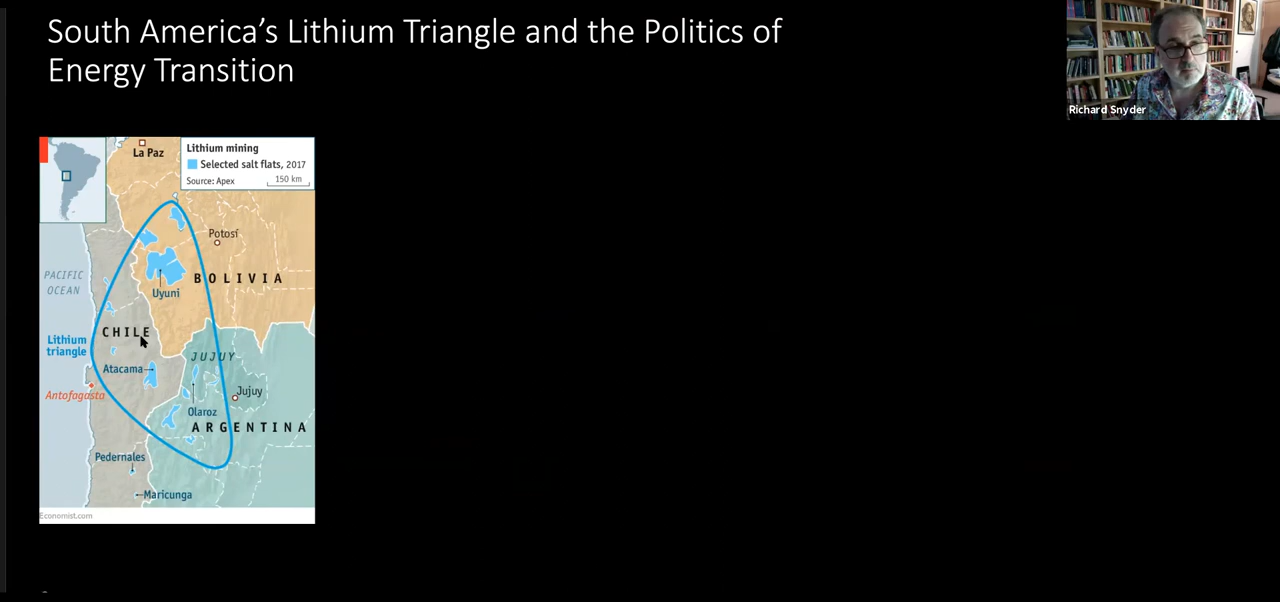 South America’s Lithium Triangle and the Politics of
Energy Transition
Richard Snyder
La Paz
Lithium mining
Selected salt flats, 2017
Source: Apex
150 km
Potosí
PACIFIC
OCEAN
BOLIVIA
Uyuni
CHILE
Lithium
triangle
JUJUY
Atacama
Antofagasta
Jujuy
Olaroz
ARGENTINA
Pedernales
Maricunga
Economist.com